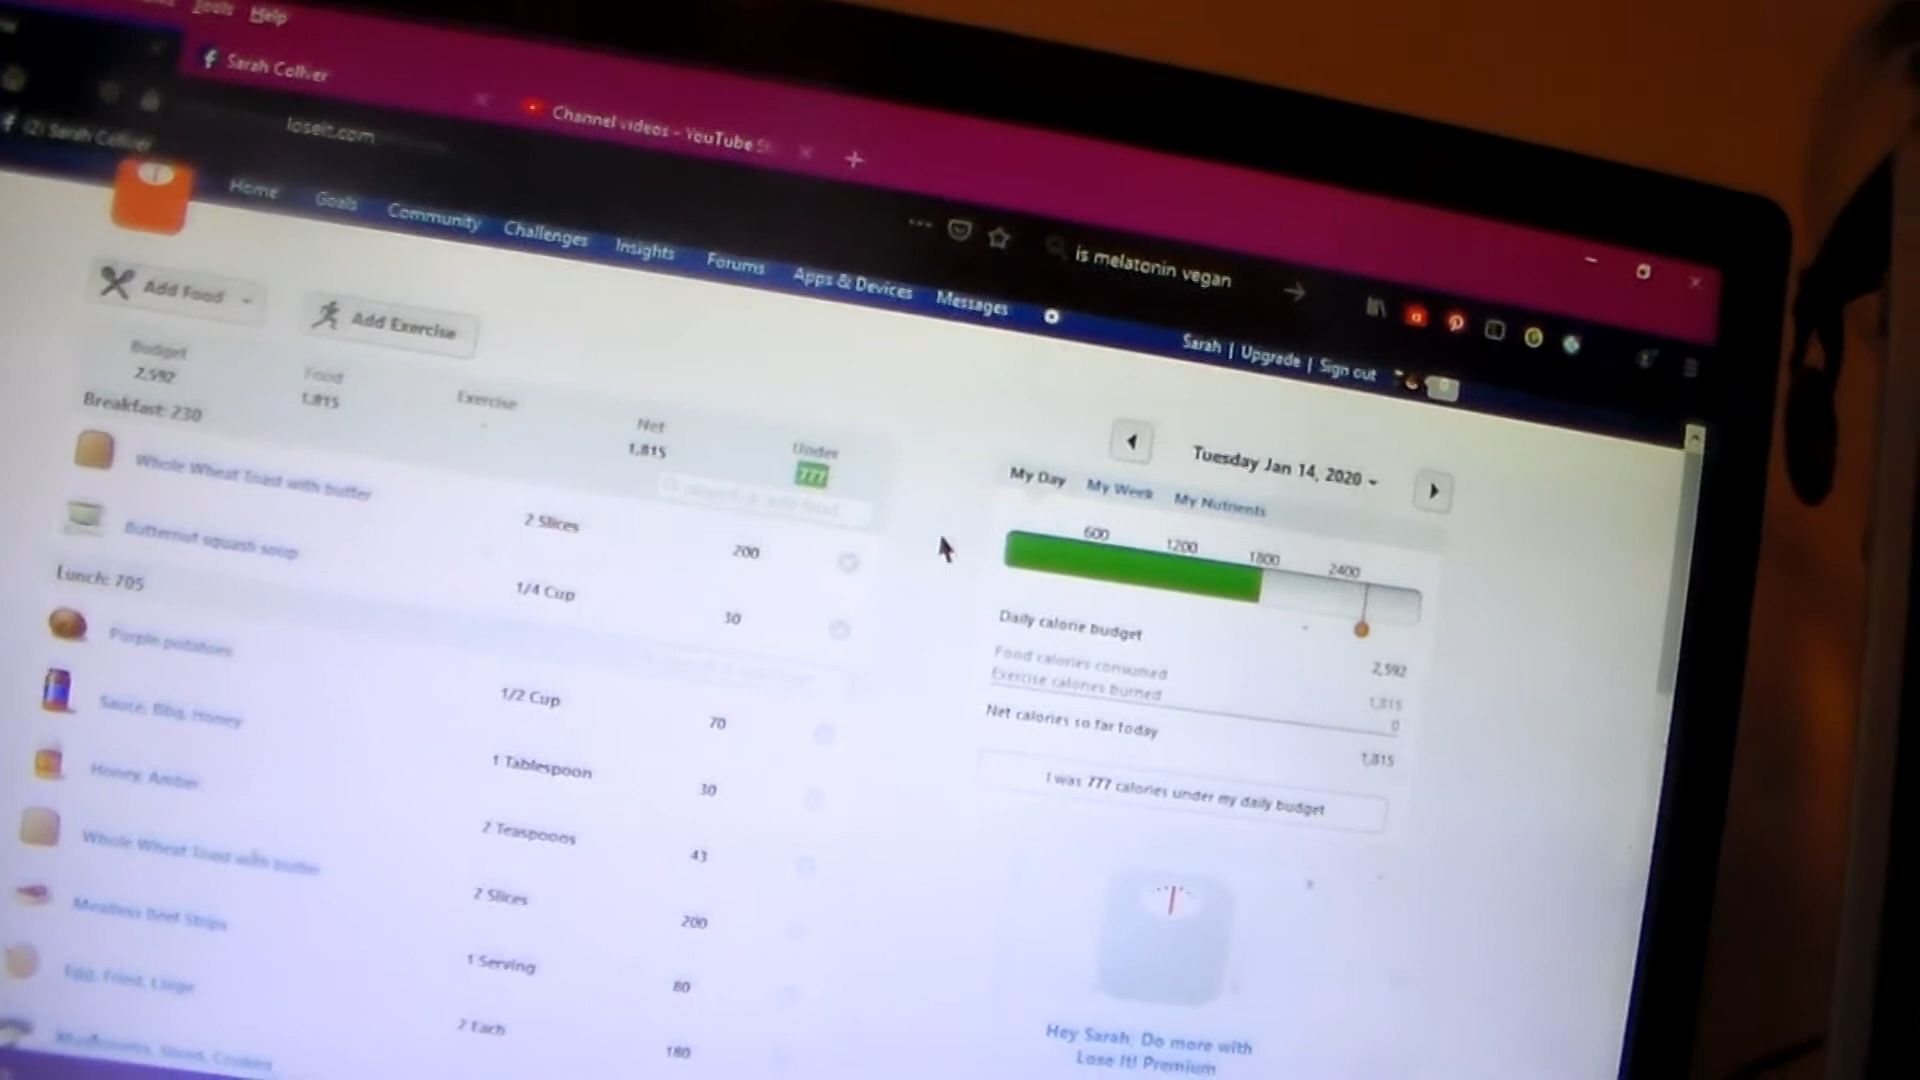 Tools Help
Sarah Colliver
Channel videos - YouTube S
loseit.com
is melatonin vegan
(2) Sarah Colliver
Home Goals Community Challenges Insights Forums Apps & Devices Messages
Sarah | Upgrade | Sign out
Add Food
Add Exercise
Budget Food Exercise Net Under
2,592 1,815 - 1,815 777
Breakfast: 230
Whole Wheat Toast with butter 2 Slices 200
Butternut squash soup 1/4 Cup 30
Lunch: 705
Purple potatoes 1/2 Cup 70
Sauce, Bbq, Honey 1 Tablespoon 30
Honey, Amber 2 Teaspoons 43
Whole Wheat Toast with butter 2 Slices 200
Meatless Beef Strips 1 Serving 80
Egg, Fried, Large 2 Each 180
Mushrooms, Sliced, Cooked
Tuesday Jan 14, 2020
My Day My Week My Nutrients
600 1200 1800 2400
Daily calorie budget 2,592
Food calories consumed 1,815
Exercise calories burned 0
Net calories so far today 1,815
I was 777 calories under my daily budget
Hey Sarah, Do more with
Lose It! Premium